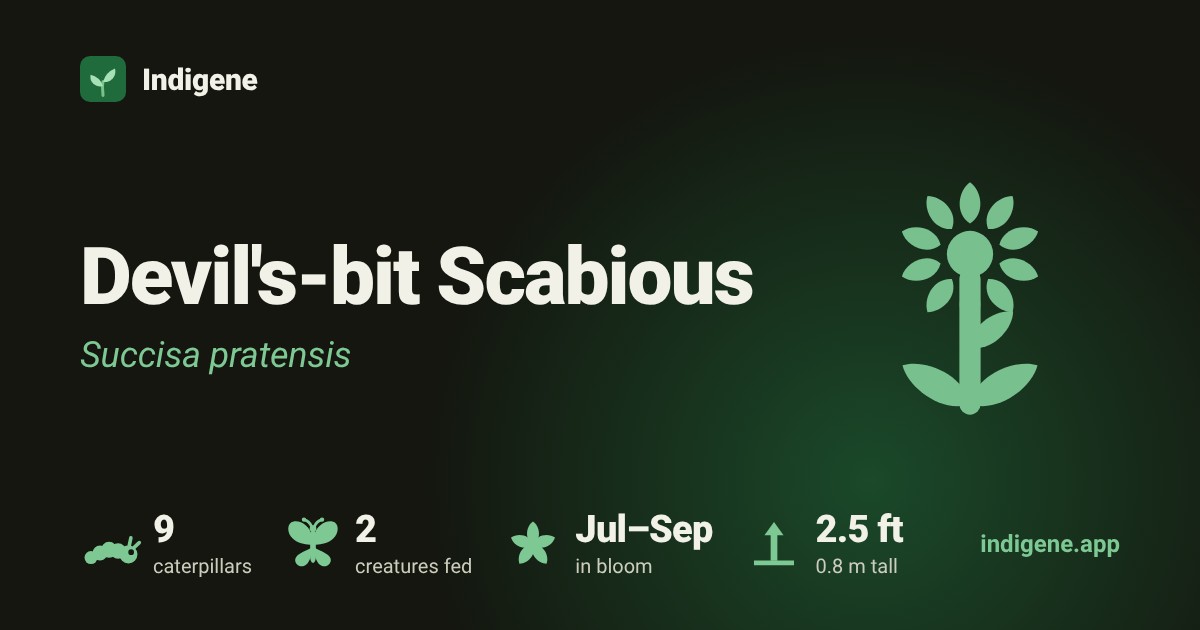 Indigene
Devil's-bit Scabious
Succisa pratensis
9
caterpillars
2
creatures fed
Jul–Sep
in bloom
2.5 ft
0.8 m tall
indigene.app